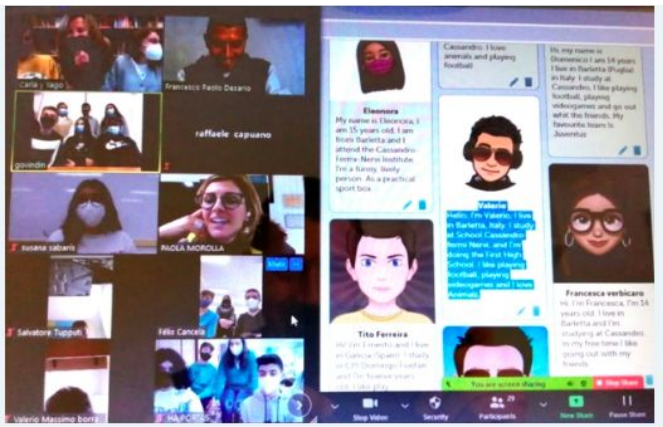 Carla y Yago
Francesco Paolo Dazario
govindin
raffaele capuano
susana sabaris
PAOLA MOROLLA
Salvatore Tupputi
Félix Cancela
Valerio Massimo borra
HA PORTAS
Eleonora
My name is Eleonora, I
am 15 years old, I am
from Barletta and I
attend the Cassandro
Fermi Nervi Institute.
I'm a funny, lively
person. As a practical
sport box
Tito Ferreira
Hi! I'm Ernesto and I live
in Galicia (Spain). I study
in CPI Domingo Fontán
and I'm twelve years
old. I like play
Cassandro. I love
animals and playing
football
Valerio
Hello, I'm Valerio, I live
in Barletta, Italy. I study
at School Cassandro
Fermi Nervi, and I'm
doing the First High
School. I like playing
football, playing
videogames and I love
Animals.
Hi, my name is
Domenico I am 14 years
I live in Barletta (Puglia)
in Italy. I study at
Cassandro, I like playing
football, playing
videogames and go out
whit the friends. My
favourite team is
Juventus
Francesca verbicaro
Hi, I'm Francesca, I'm 14
years old. I live in
Barletta and I'm
studying at Cassandro.
In my free time I like
going out with my
friends.
You are screen sharing
Stop Share
Stop Video
Security
Participants
29
New Share
Pause Share